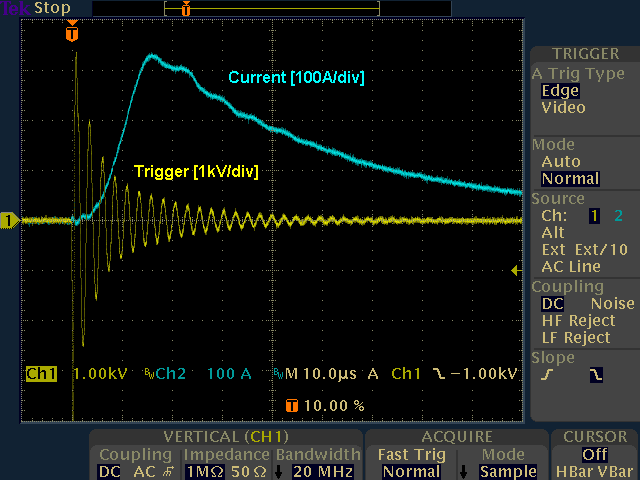 Tek Stop
T
T
Current [100A/div]
Trigger [1kV/div]
1
Ch1 1.00kV BW Ch2 100 A BW M 10.0µs A Ch1 −1.00kV
T 10.00 %
TRIGGER
A Trig Type
Edge
Video
Mode
Auto
Normal
Source
Ch: 1 2
Alt
Ext Ext/10
AC Line
Coupling
DC Noise
HF Reject
LF Reject
Slope
VERTICAL (CH1) ACQUIRE CURSOR
Coupling Impedance Bandwidth Fast Trig Mode Off
DC AC 1MΩ 50 Ω 20 MHz Normal Sample HBar VBar